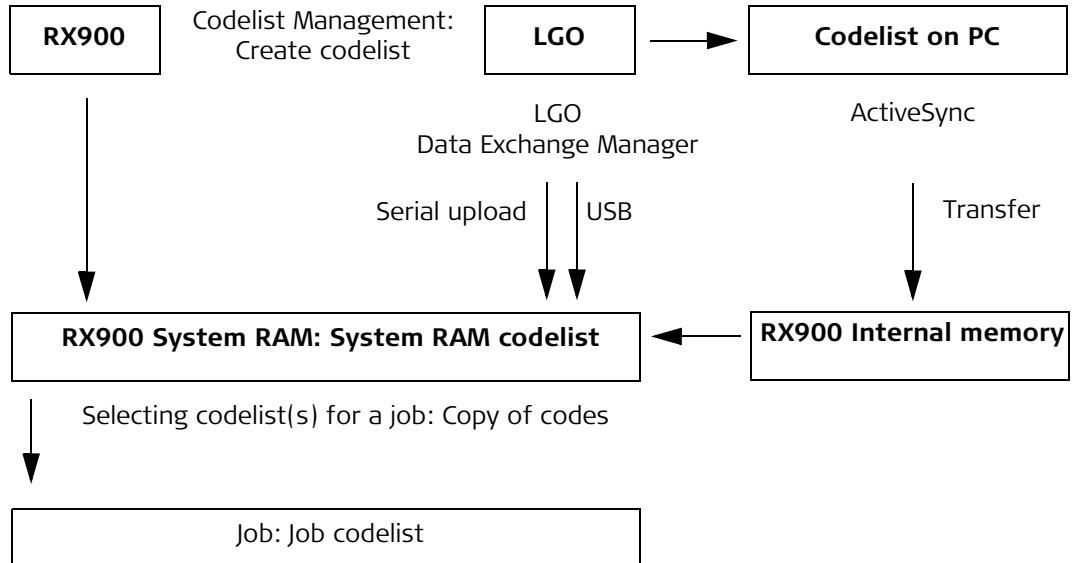 RX900
Codelist Management:
Create codelist
LGO
Codelist on PC
LGO
Data Exchange Manager
ActiveSync
Serial upload
USB
Transfer
RX900 System RAM: System RAM codelist
RX900 Internal memory
Selecting codelist(s) for a job: Copy of codes
Job: Job codelist